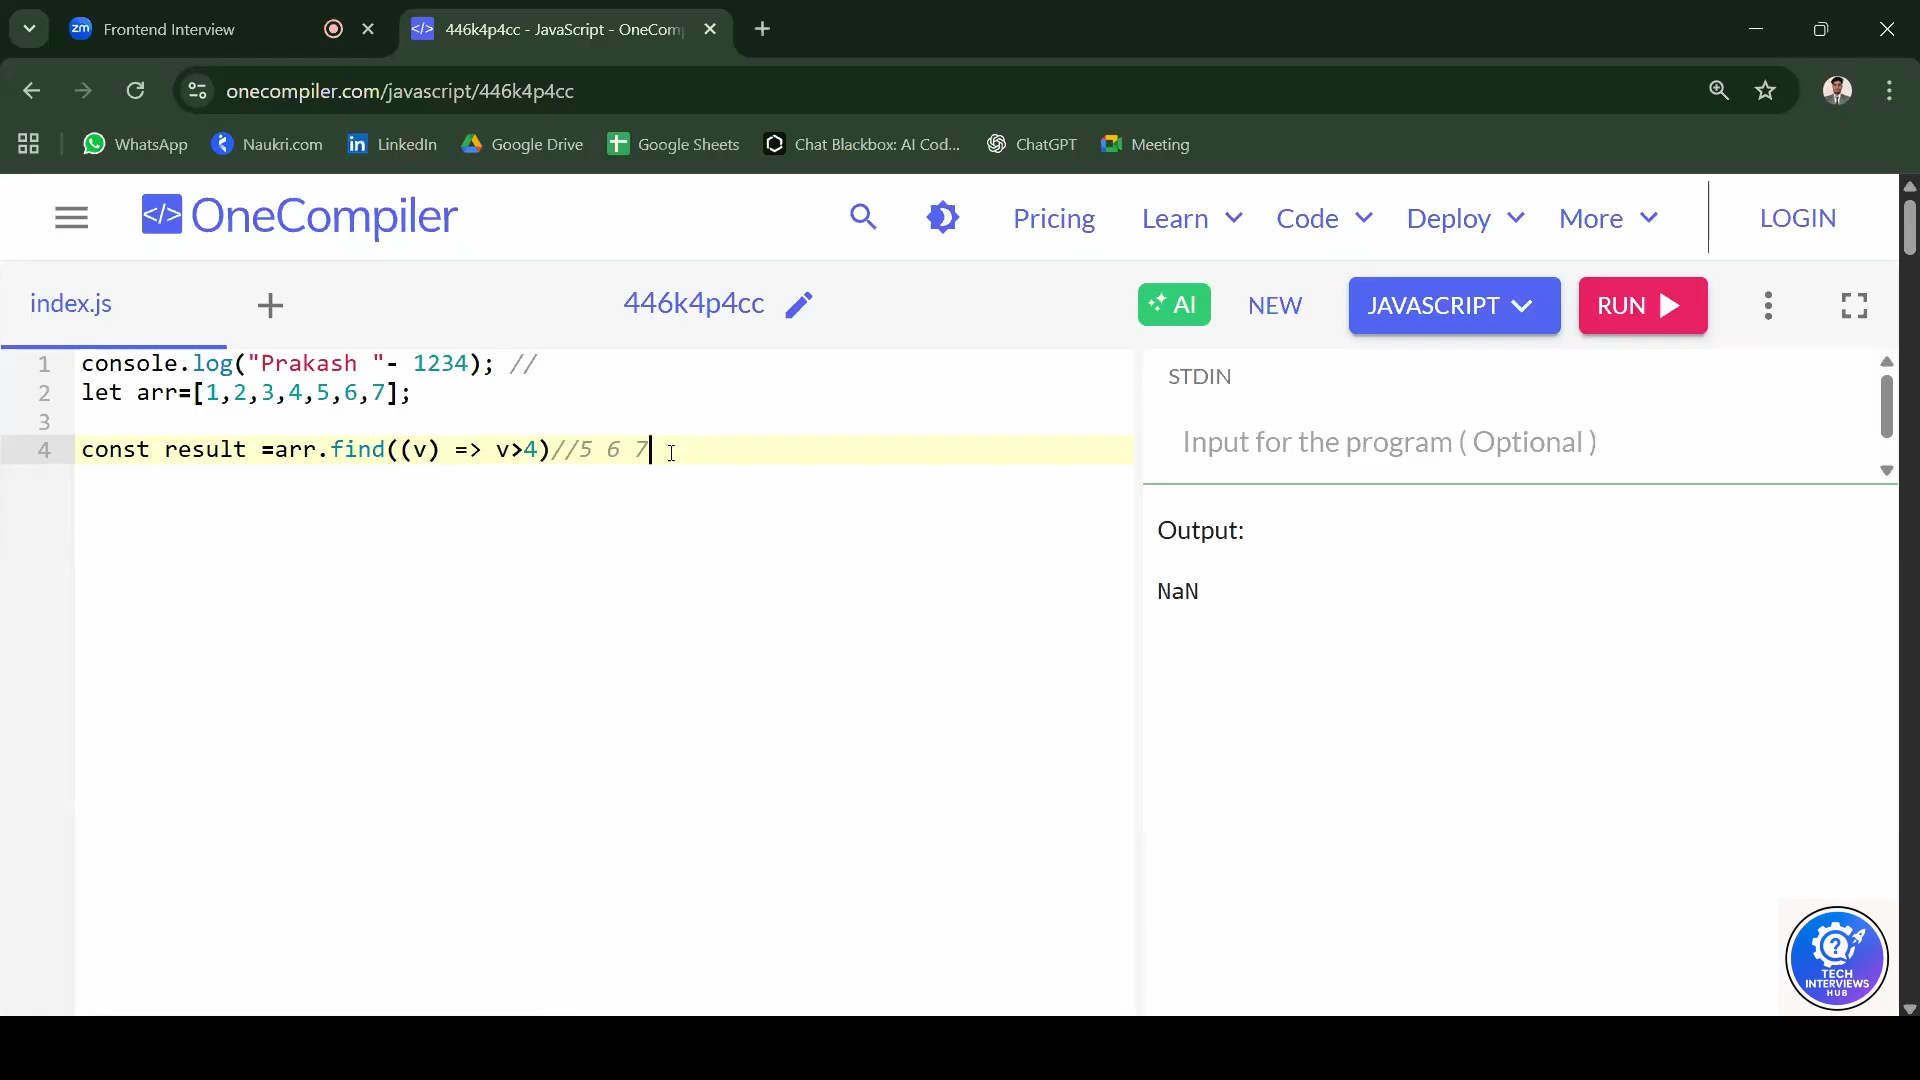 zm Frontend Interview
</> 446k4p4cc - JavaScript - OneCom
onecompiler.com/javascript/446k4p4cc
WhatsApp Naukri.com in LinkedIn Google Drive Google Sheets Chat Blackbox: AI Cod... ChatGPT Meeting
</> OneCompiler Pricing Learn Code Deploy More LOGIN
index.js + 446k4p4cc AI NEW JAVASCRIPT RUN
1 console.log("Prakash "- 1234); //
2 let arr=[1,2,3,4,5,6,7];
3
4 const result =arr.find((v) => v>4)//5 6 7
STDIN
Input for the program ( Optional )
Output:
NaN
TECH
INTERVIEWS
HUB